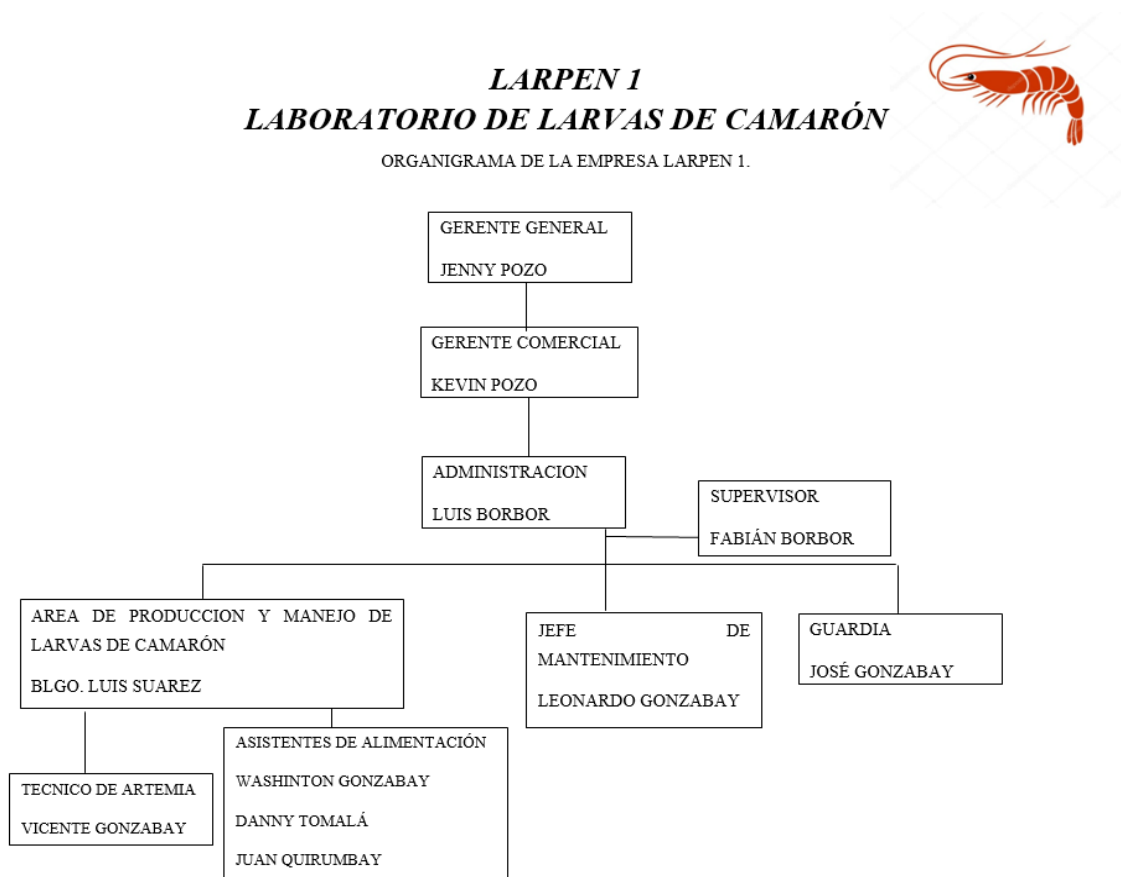 LARPEN 1
LABORATORIO DE LARVAS DE CAMARÓN
ORGANIGRAMA DE LA EMPRESA LARPEN 1.
GERENTE GENERAL
JENNY POZO
GERENTE COMERCIAL
KEVIN POZO
ADMINISTRACION
LUIS BORBOR
SUPERVISOR
FABIÁN BORBOR
AREA DE PRODUCCION Y MANEJO DE
LARVAS DE CAMARÓN
BLGO. LUIS SUAREZ
JEFE DE
MANTENIMIENTO
LEONARDO GONZABAY
GUARDIA
JOSÉ GONZABAY
TECNICO DE ARTEMIA
VICENTE GONZABAY
ASISTENTES DE ALIMENTACIÓN
WASHINTON GONZABAY
DANNY TOMALÁ
JUAN QUIRUMBAY